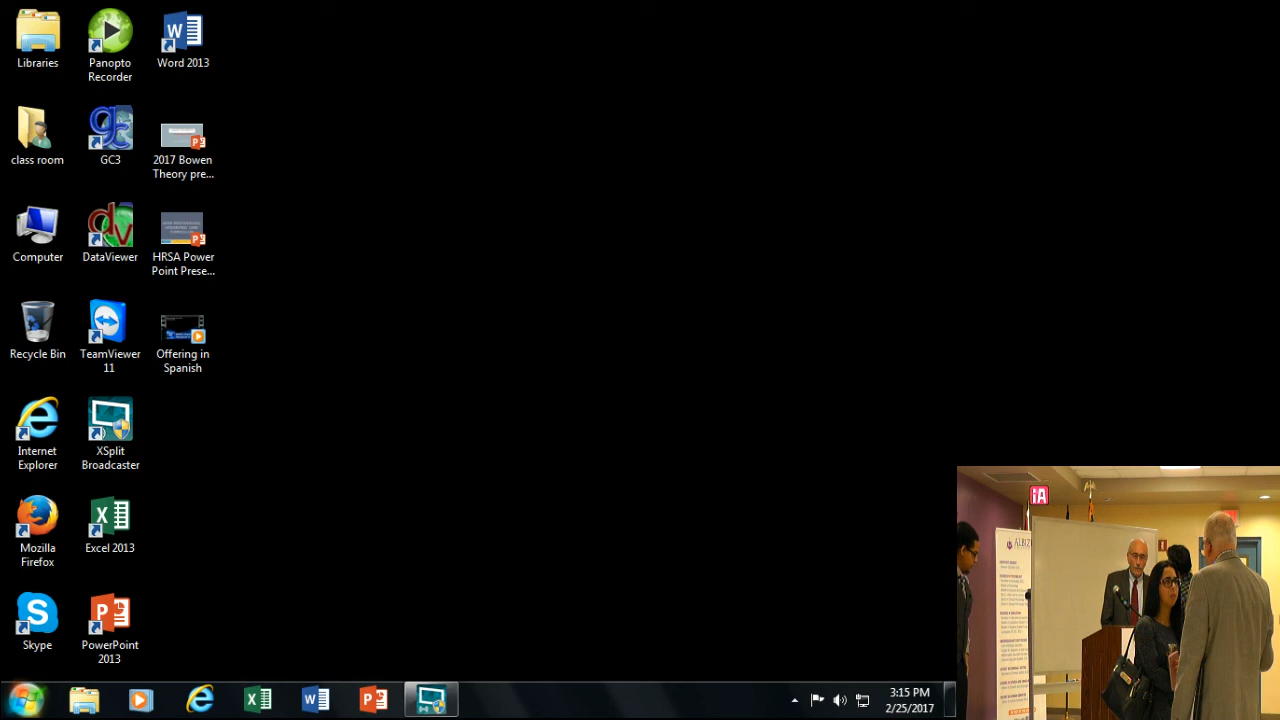 Libraries
Panopto
Recorder
Word 2013
class room
GC3
2017 Bowen
Theory pre...
Computer
DataViewer
HRSA Power
Point Prese...
Recycle Bin
TeamViewer
11
Offering in
Spanish
Internet
Explorer
XSplit
Broadcaster
Mozilla
Firefox
Excel 2013
Skype
PowerPoint
2013
iA
ALBIZ
3:15 PM
2/25/2017